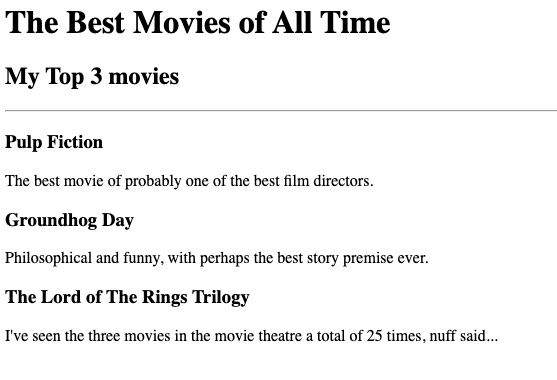 The Best Movies of All Time
My Top 3 movies
Pulp Fiction
The best movie of probably one of the best film directors.
Groundhog Day
Philosophical and funny, with perhaps the best story premise ever.
The Lord of The Rings Trilogy
I've seen the three movies in the movie theatre a total of 25 times, nuff said...